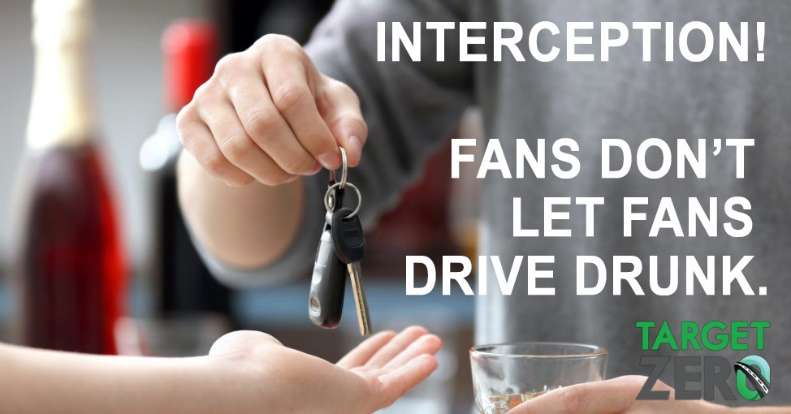 INTERCEPTION!
FANS DON'T
LET FANS
DRIVE DRUNK.
TARGET
ZERO